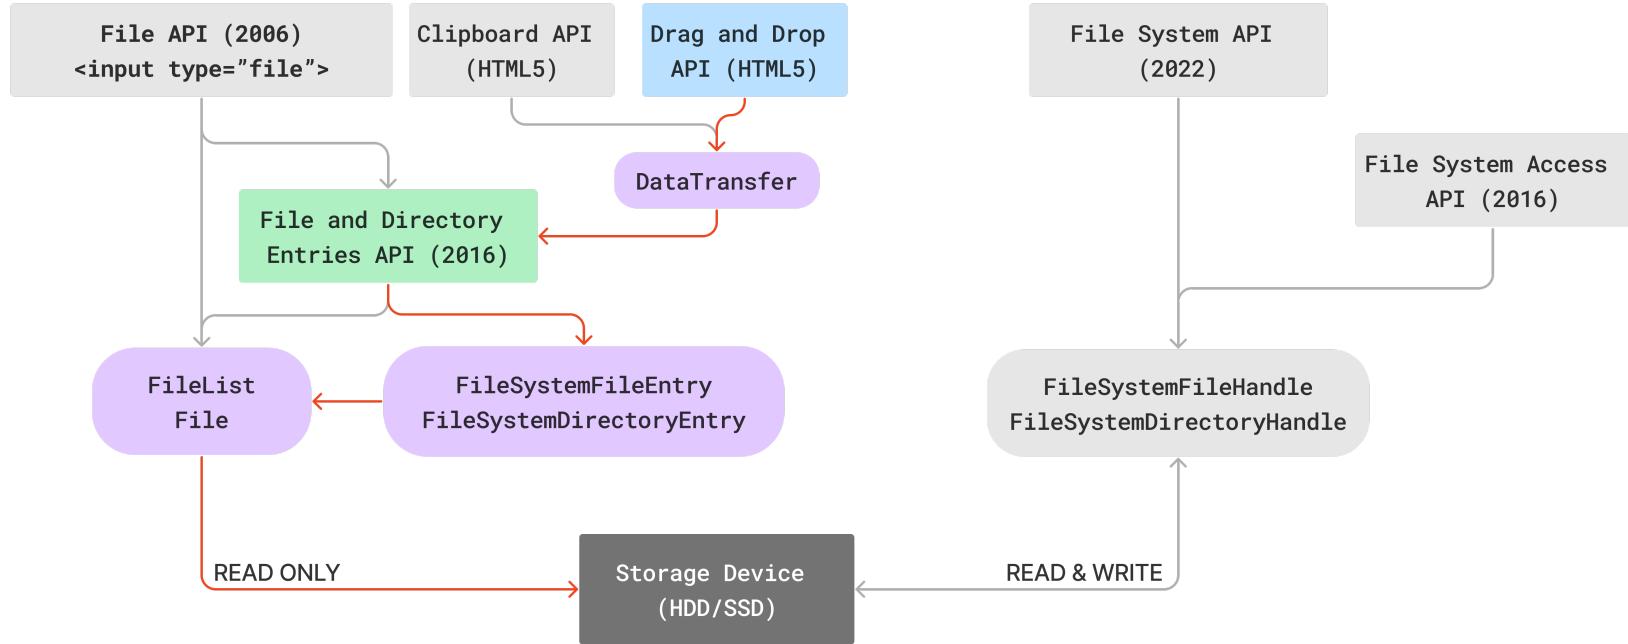 File API (2006)
<input type=”file”>
Clipboard API
(HTML5)
Drag and Drop
API (HTML5)
File System API
(2022)
File System Access
API (2016)
DataTransfer
File and Directory
Entries API (2016)
FileList
File
FileSystemFileEntry
FileSystemDirectoryEntry
FileSystemFileHandle
FileSystemDirectoryHandle
READ ONLY
Storage Device
(HDD/SSD)
READ & WRITE